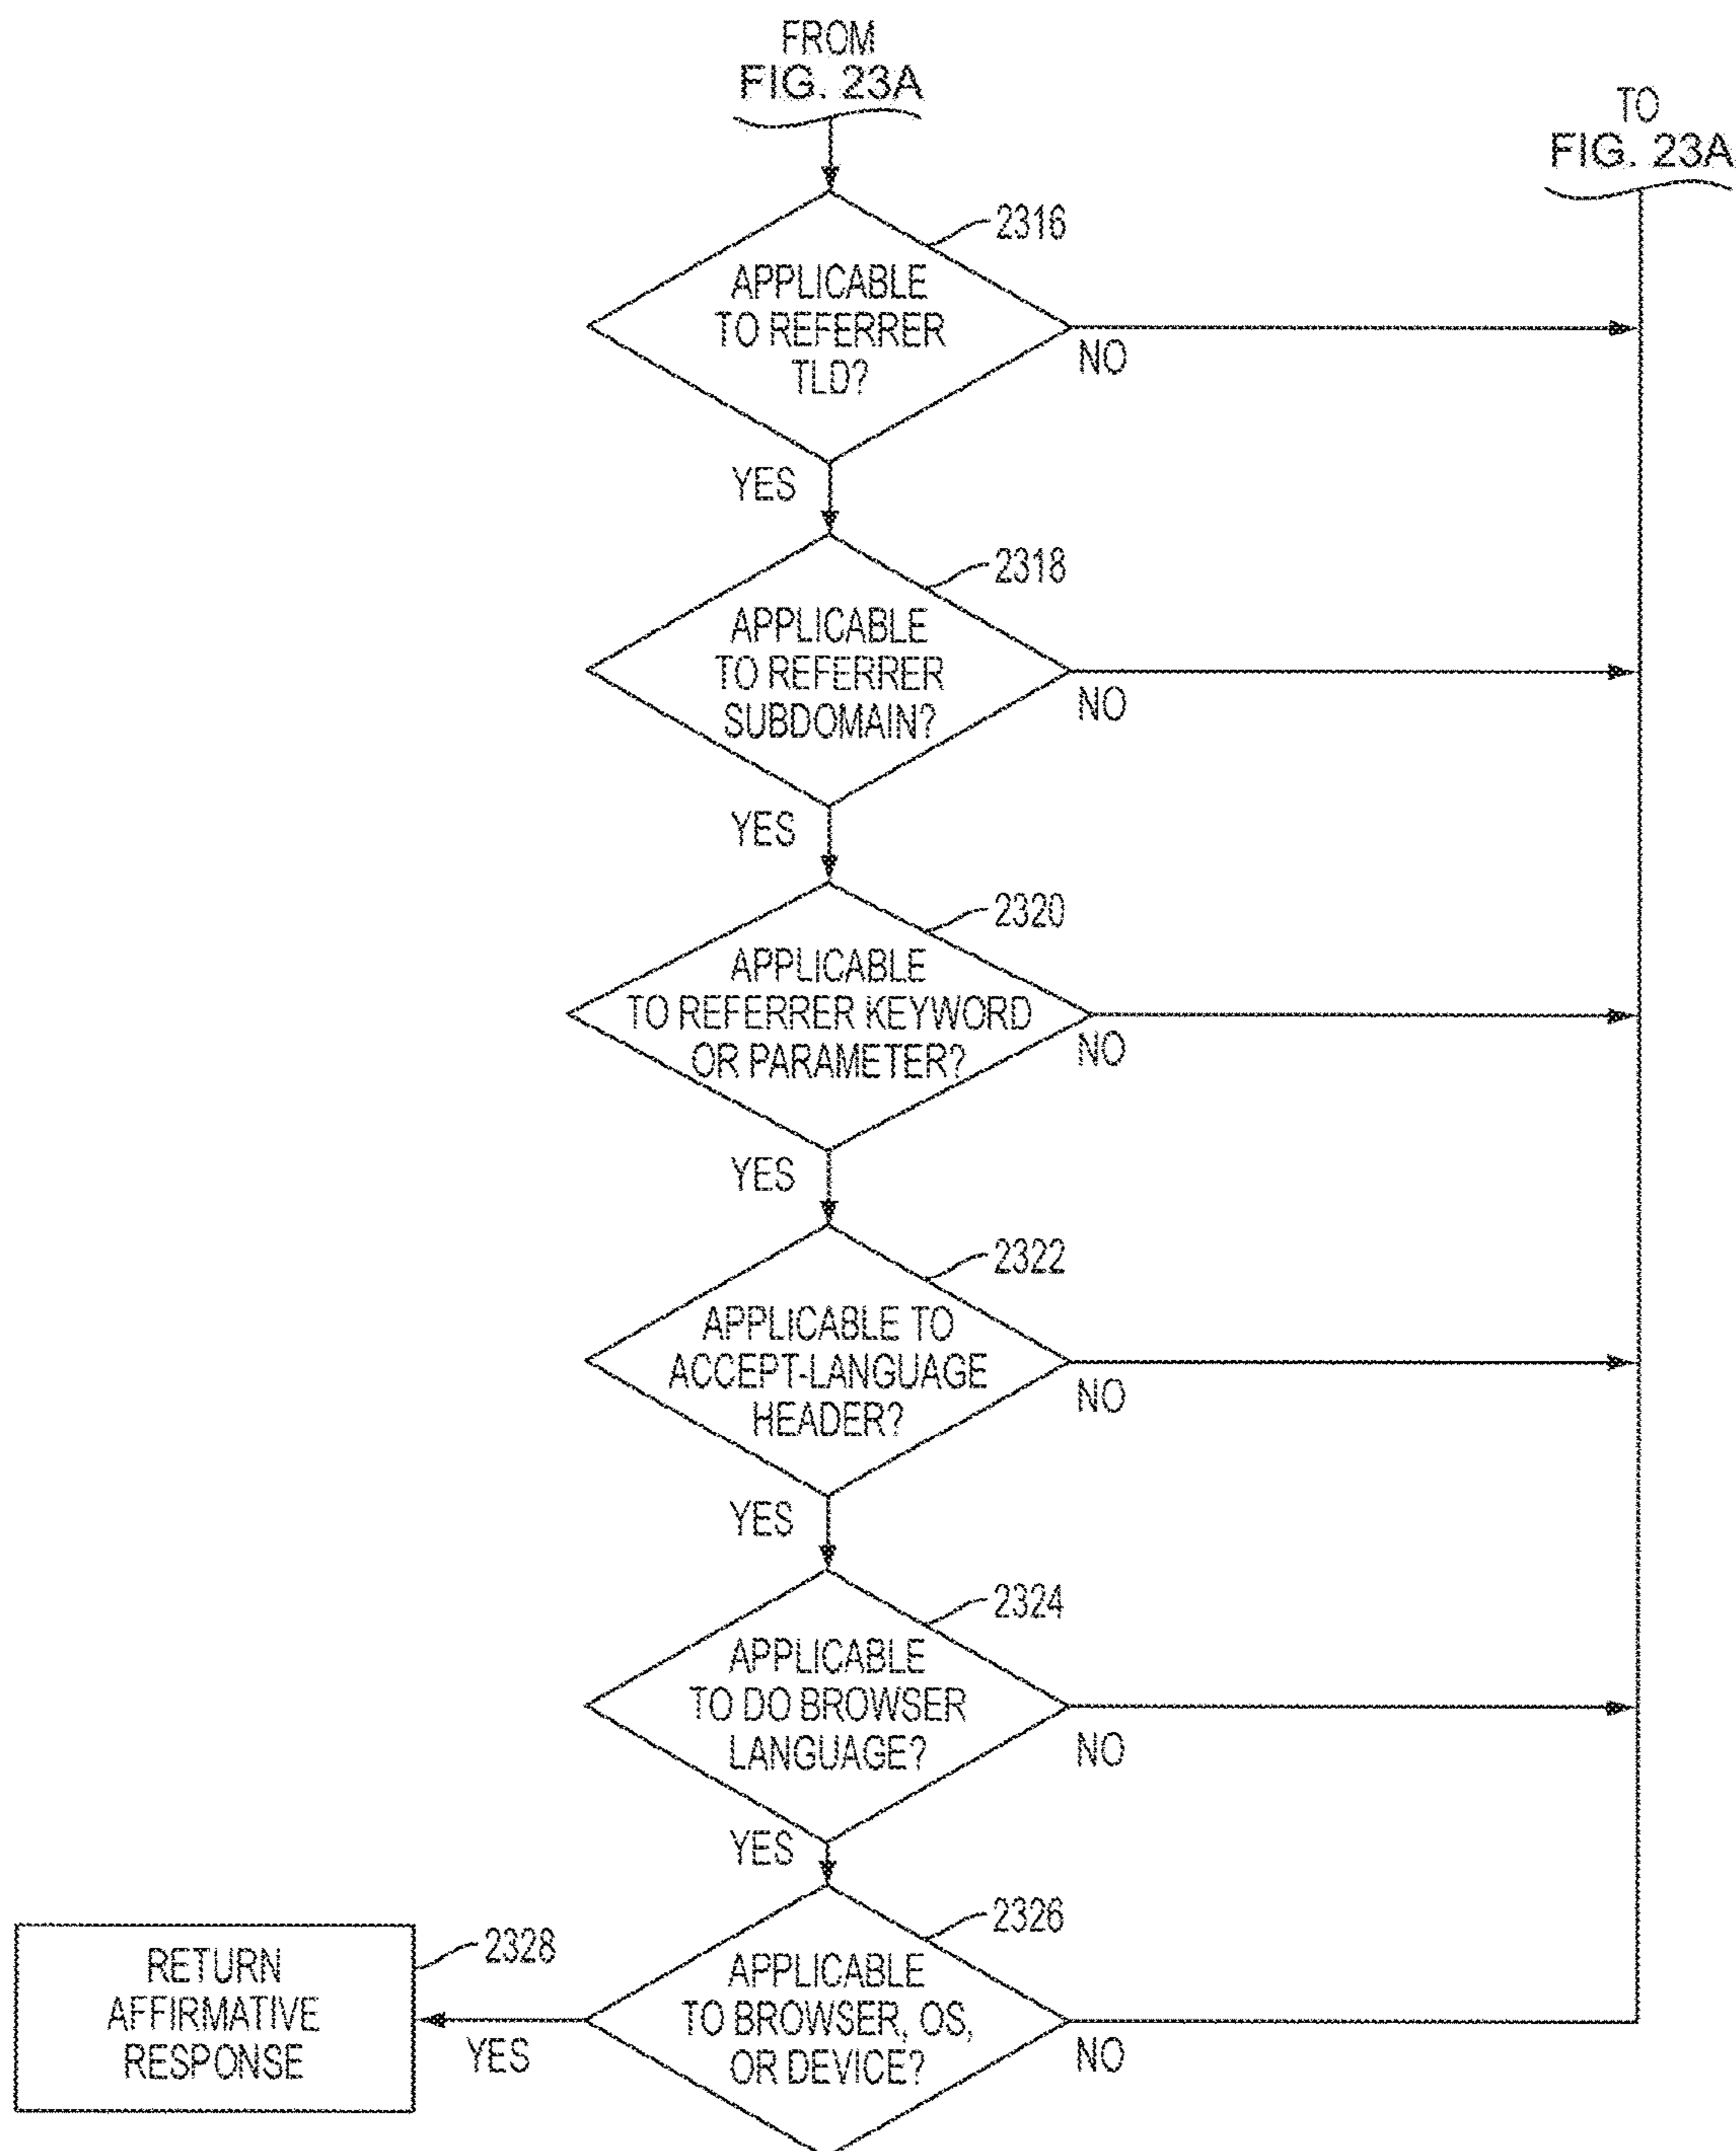 FROM
FIG. 23A
TO
FIG. 23A
2316
APPLICABLE
TO REFERRER
TLD?
NO
YES
2318
APPLICABLE
TO REFERRER
SUBDOMAIN?
NO
YES
2320
APPLICABLE
TO REFERRER KEYWORD
OR PARAMETER?
NO
YES
2322
APPLICABLE TO
ACCEPT-LANGUAGE
HEADER?
NO
YES
2324
APPLICABLE
TO DO BROWSER
LANGUAGE?
NO
YES
2326
APPLICABLE
TO BROWSER, OS,
OR DEVICE?
NO
YES
2328
RETURN
AFFIRMATIVE
RESPONSE